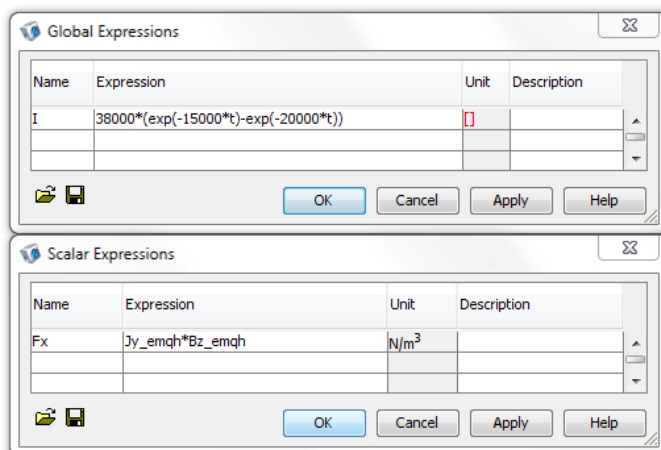 Global Expressions
Name Expression Unit Description
I 38000*(exp(-15000*t)-exp(-20000*t)) []
OK Cancel Apply Help
Scalar Expressions
Name Expression Unit Description
Fx Jy_emqh*Bz_emqh N/m³
OK Cancel Apply Help